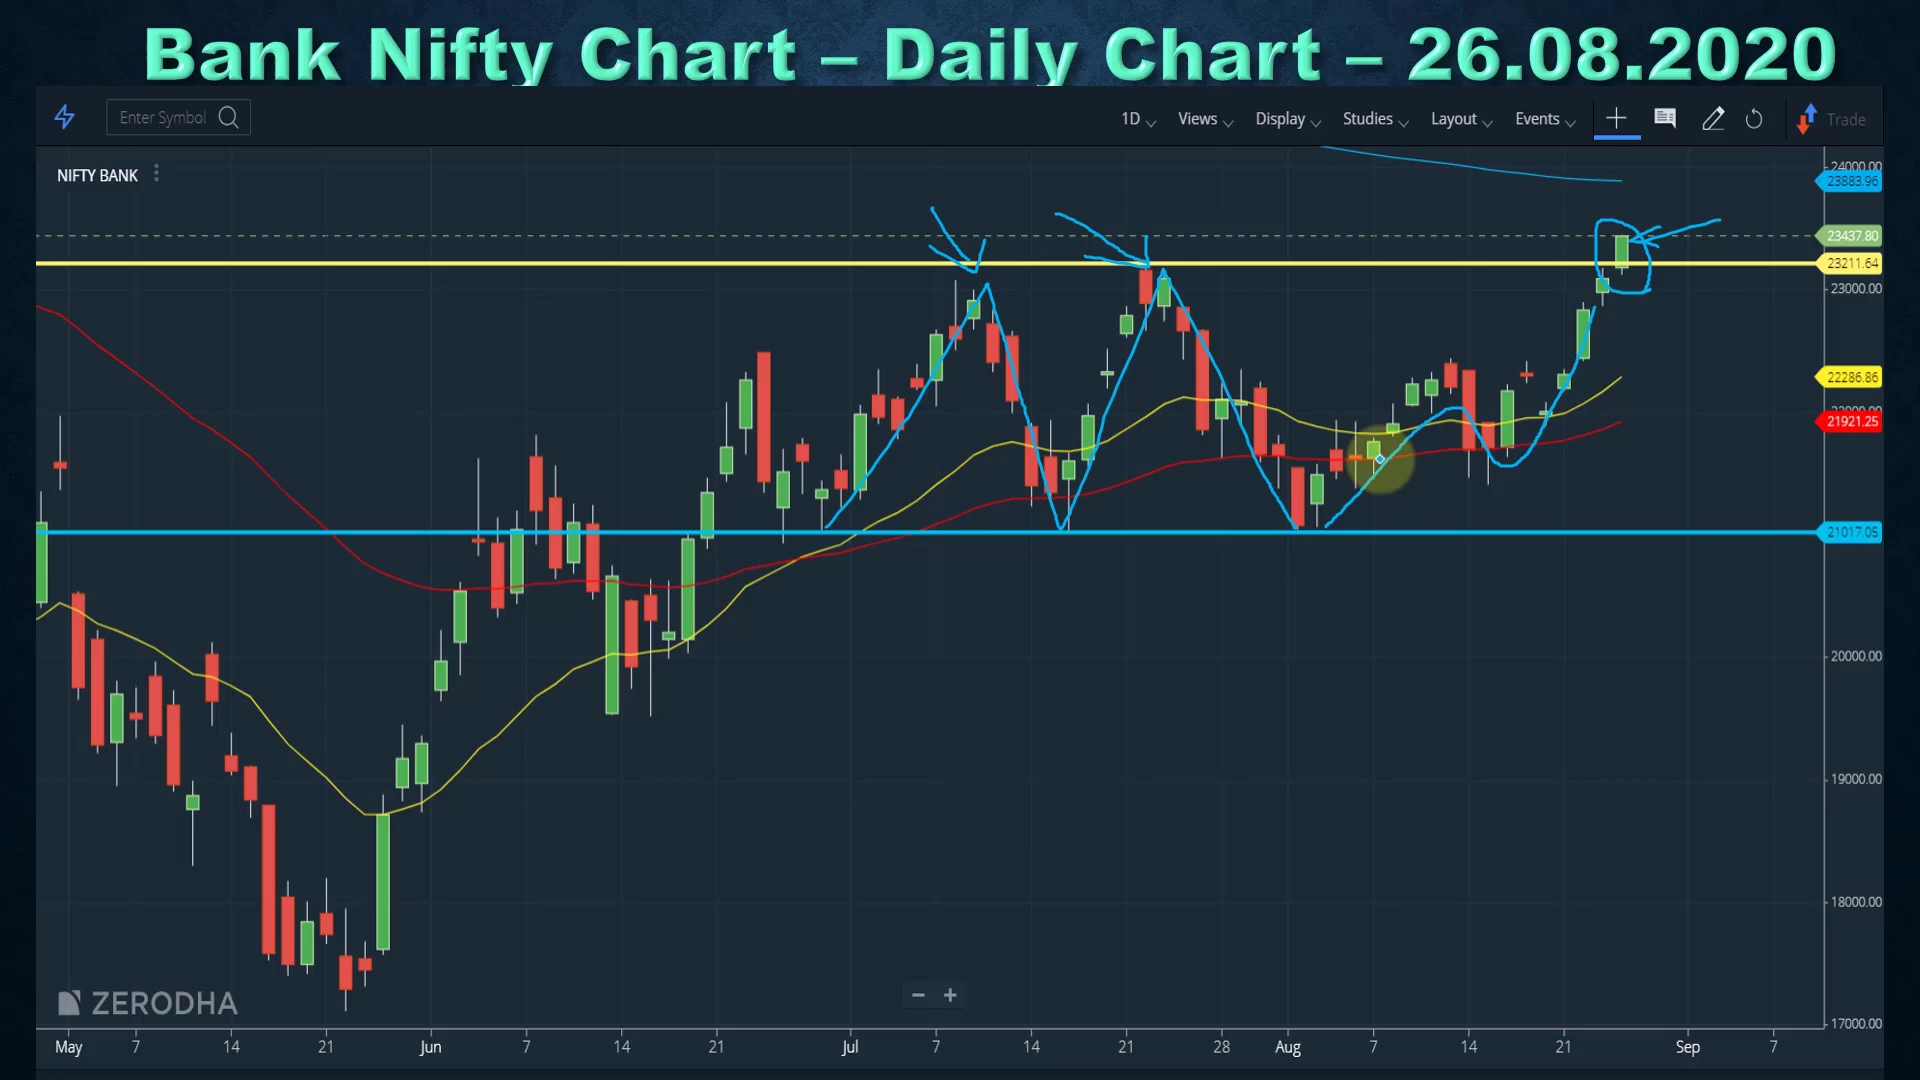 Bank Nifty Chart – Daily Chart – 26.08.2020
Enter Symbol
1D Views Display Studies Layout Events Trade
NIFTY BANK
24000.00
23883.96
23437.80
23211.64
23000.00
22286.86
22000.00
21921.25
21017.05
20000.00
19000.00
18000.00
17000.00
ZERODHA
May 7 14 21 Jun 7 14 21 Jul 7 14 21 28 Aug 7 14 21 Sep 7